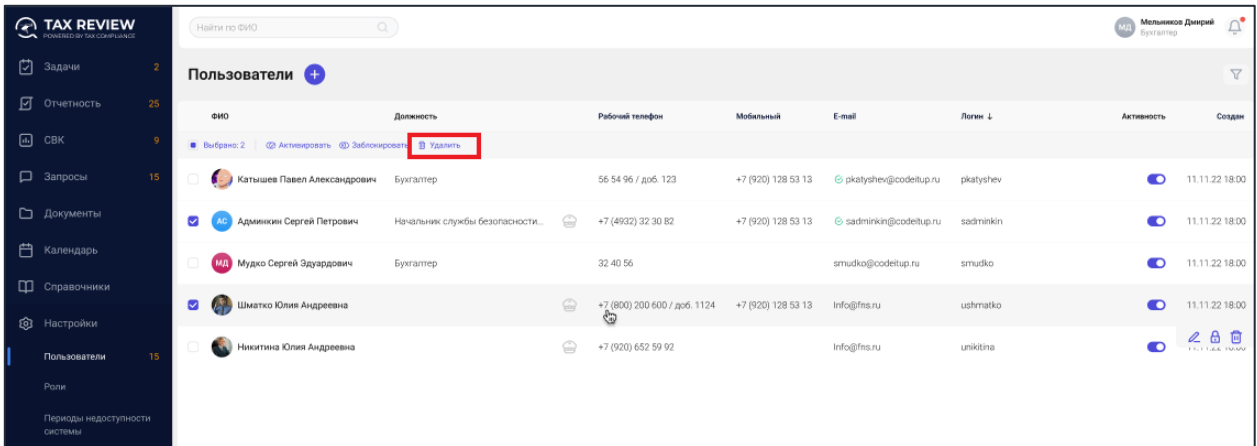 TAX REVIEW
POWERED BY TAX COMPLIANCE
Задачи 2
Отчетность 25
СВК 9
Запросы 15
Документы
Календарь
Справочники
Настройки
Пользователи 15
Роли
Периоды недоступности
системы
Найти по ФИО
МД Мельников Дмирий
Бухгалтер
Пользователи
ФИО Должность Рабочий телефон Мобильный E-mail Логин ↓ Активность Создан
Выбрано: 2 Активировать Заблокировать Удалить
Катышев Павел Александрович Бухгалтер 56 54 96 / доб. 123 +7 (920) 128 53 13 pkatyshev@codeitup.ru pkatyshev 11.11.22 18:00
АС Админкин Сергей Петрович Начальник службы безопасности... +7 (4932) 32 30 82 +7 (920) 128 53 13 sadminkin@codeitup.ru sadminkin 11.11.22 18:00
МД Мудко Сергей Эдуардович Бухгалтер 32 40 56 smudko@codeitup.ru smudko 11.11.22 18:00
Шматко Юлия Андреевна +7 (800) 200 600 / доб. 1124 +7 (920) 128 53 13 Info@fns.ru ushmatko 11.11.22 18:00
Никитина Юлия Андреевна +7 (920) 652 59 92 Info@fns.ru unikitina